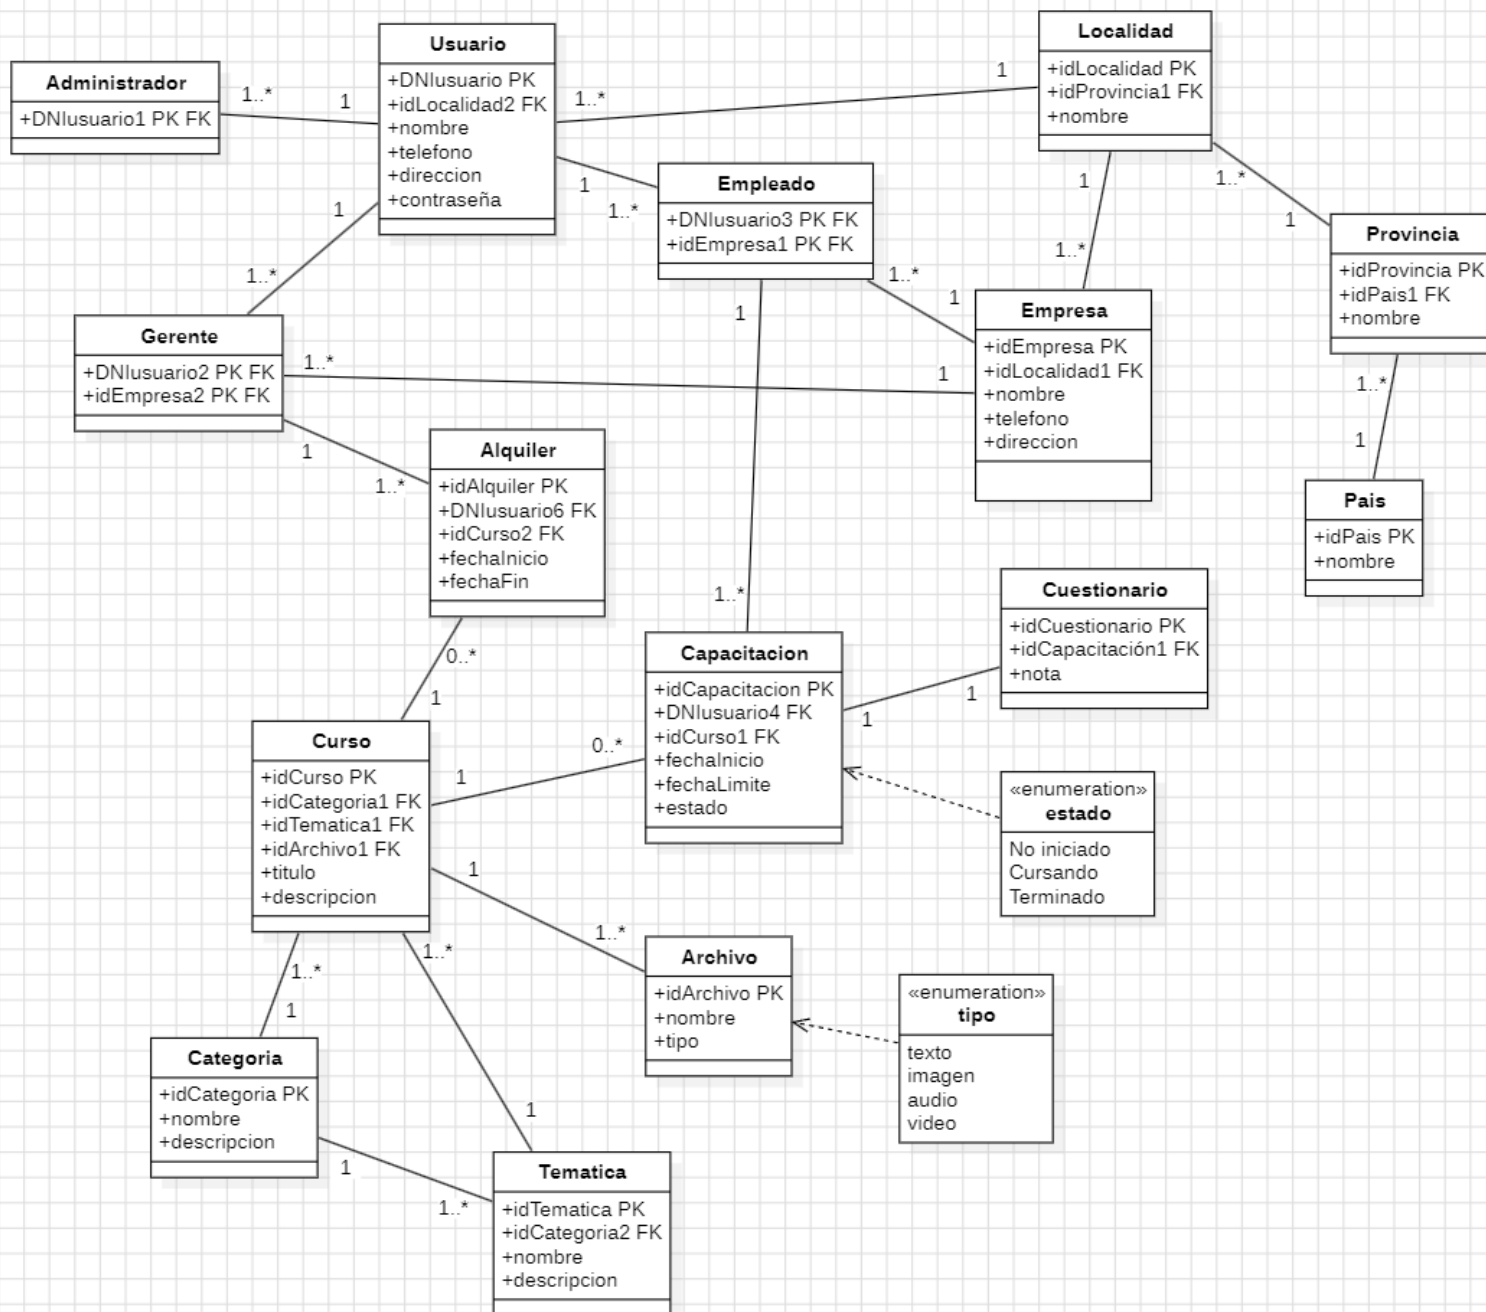 Usuario
+DNIusuario PK
+idLocalidad2 FK
+nombre
+telefono
+direccion
+contraseña
Localidad
+idLocalidad PK
+idProvincia1 FK
+nombre
Administrador
+DNIusuario1 PK FK
1..*
1
1..*
1
1
1..*
Empleado
+DNIusuario3 PK FK
+idEmpresa1 PK FK
1
1..*
1..*
1
Provincia
+idProvincia PK
+idPais1 FK
+nombre
1
1..*
Gerente
+DNIusuario2 PK FK
+idEmpresa2 PK FK
1..*
1
Empresa
+idEmpresa PK
+idLocalidad1 FK
+nombre
+telefono
+direccion
1..*
1
1..*
1
Pais
+idPais PK
+nombre
1
1..*
Alquiler
+idAlquiler PK
+DNIusuario6 FK
+idCurso2 FK
+fechaInicio
+fechaFin
1
1..*
0..*
1
Capacitacion
+idCapacitacion PK
+DNIusuario4 FK
+idCurso1 FK
+fechaInicio
+fechaLimite
+estado
Cuestionario
+idCuestionario PK
+idCapacitación1 FK
+nota
1
1
Curso
+idCurso PK
+idCategoria1 FK
+idTematica1 FK
+idArchivo1 FK
+titulo
+descripcion
1
0..*
«enumeration»
estado
No iniciado
Cursando
Terminado
1
1..*
Archivo
+idArchivo PK
+nombre
+tipo
«enumeration»
tipo
texto
imagen
audio
video
1..*
1
1..*
1
Categoria
+idCategoria PK
+nombre
+descripcion
1
1..*
Tematica
+idTematica PK
+idCategoria2 FK
+nombre
+descripcion